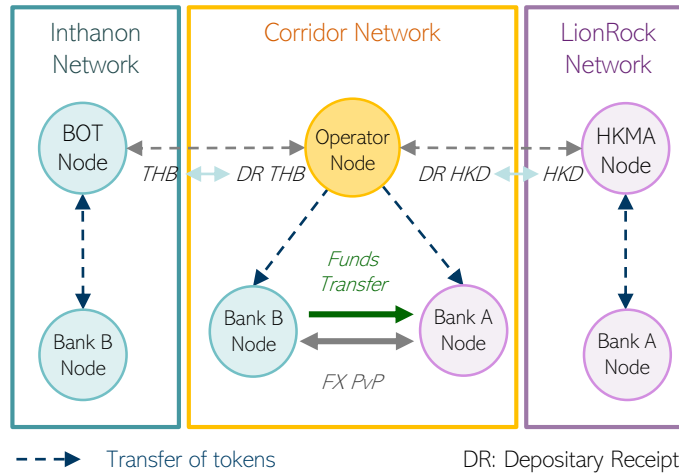 Inthanon
Network
Corridor Network
LionRock
Network
BOT
Node
Operator
Node
HKMA
Node
THB
DR THB
DR HKD
HKD
Funds
Transfer
Bank B
Node
Bank B
Node
Bank A
Node
Bank A
Node
FX PvP
Transfer of tokens
DR: Depositary Receipt